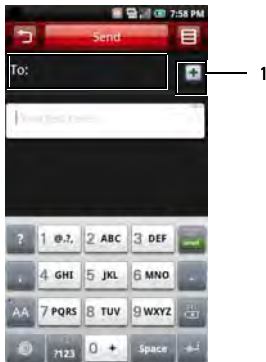 7:58 PM
Send
To:
1
? 1 @.?, 2 ABC 3 DEF
4 GHI 5 JKL 6 MNO .
AA 7 PQRS 8 TUV 9 WXYZ DEL
?123 0 + Space